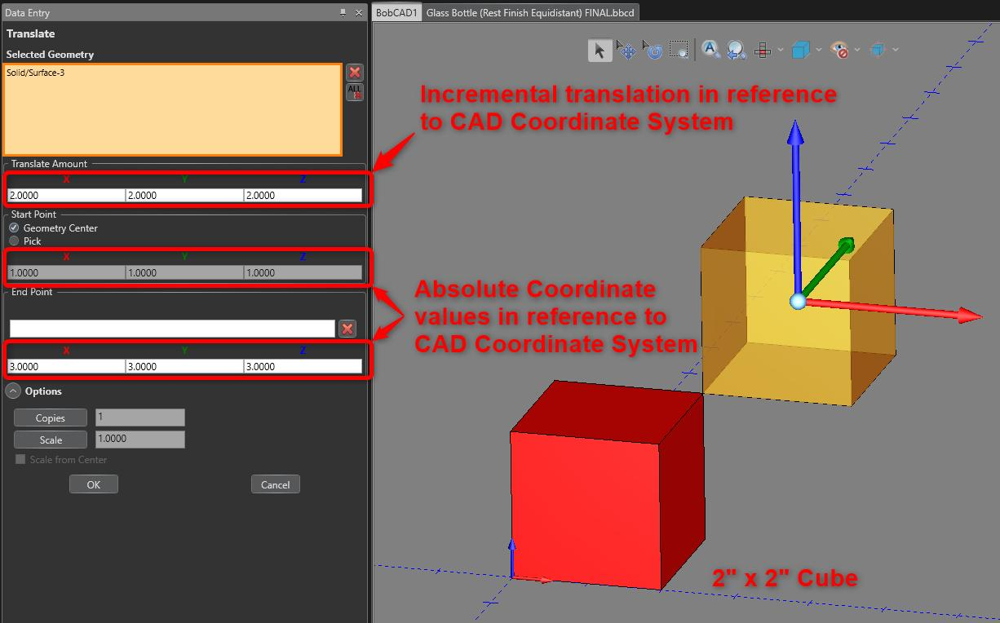 Data Entry
BobCAD1 Glass Bottle (Rest Finish Equidistant) FINAL.bbcd
Translate
Selected Geometry
Solid/Surface-3
ALL
A
Incremental translation in reference
to CAD Coordinate System
Translate Amount
X Y Z
2.0000 2.0000 2.0000
Start Point
Geometry Center
Pick
X Y Z
1.0000 1.0000 1.0000
Absolute Coordinate
values in reference to
CAD Coordinate System
End Point
X Y Z
3.0000 3.0000 3.0000
Options
Copies 1
Scale 1.0000
Scale from Center
OK Cancel
2" x 2" Cube